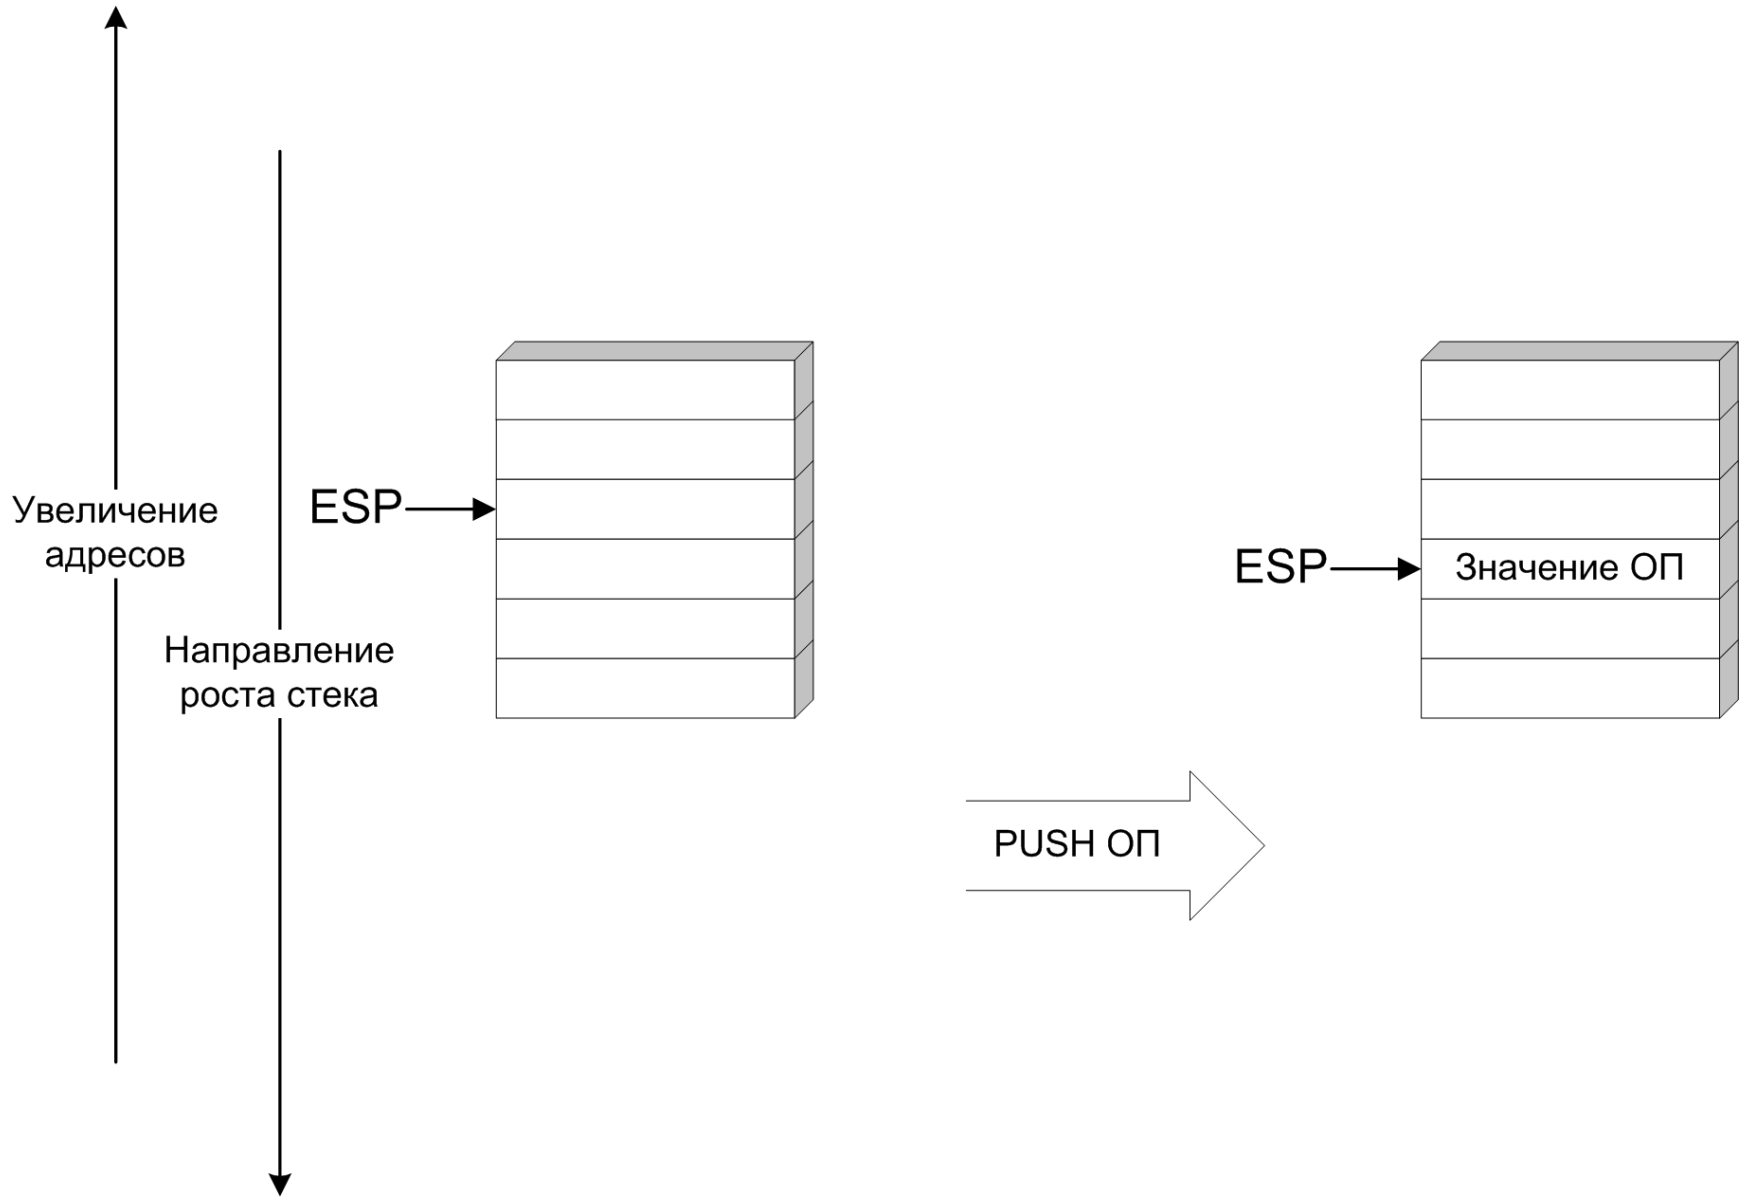 Увеличение
адресов
Направление
роста стека
ESP
ESP
Значение ОП
PUSH ОП